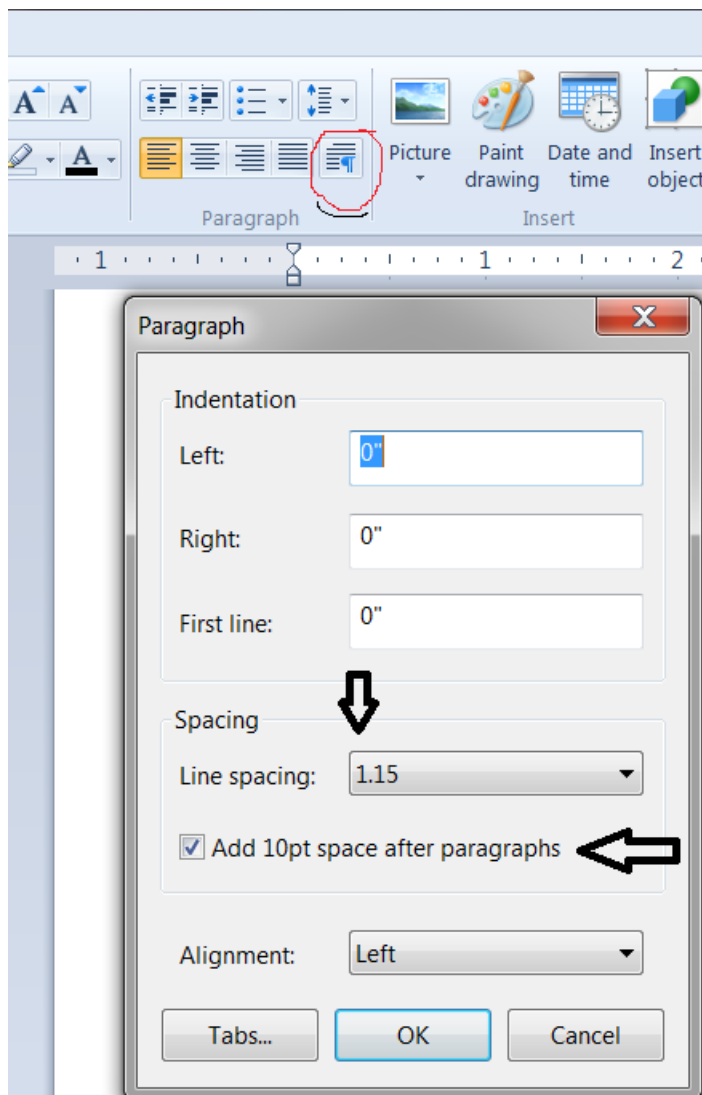 A A
A
Picture Paint drawing Date and time Insert object
Paragraph Insert
1 1 2
Paragraph
Indentation
Left: 0"
Right: 0"
First line: 0"
Spacing
Line spacing: 1.15
Add 10pt space after paragraphs
Alignment: Left
Tabs... OK Cancel